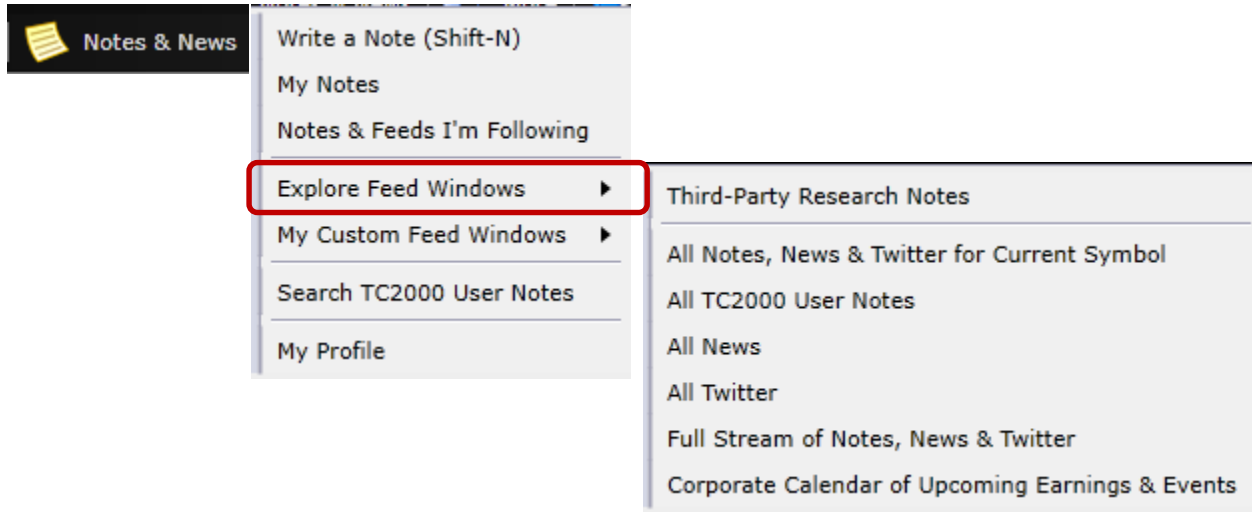 Notes & News
Write a Note (Shift-N)
My Notes
Notes & Feeds I'm Following
Explore Feed Windows
My Custom Feed Windows
Search TC2000 User Notes
My Profile
Third-Party Research Notes
All Notes, News & Twitter for Current Symbol
All TC2000 User Notes
All News
All Twitter
Full Stream of Notes, News & Twitter
Corporate Calendar of Upcoming Earnings & Events